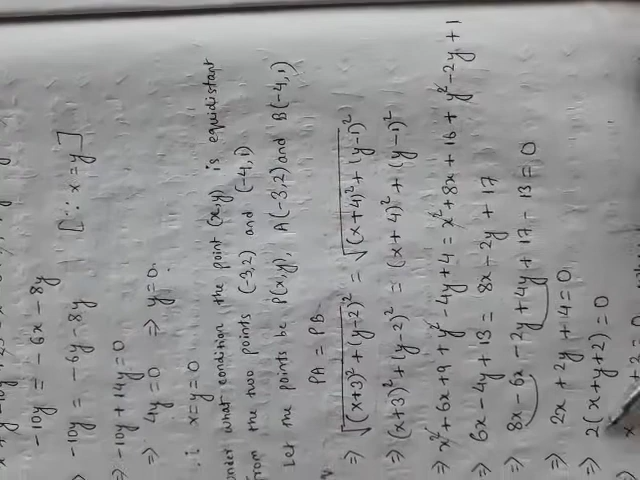 -10y = -6x - 8y
⇒ -10y = -6y - 8y [∵ x = y]
⇒ -10y + 14y = 0
⇒ 4y = 0 ⇒ y = 0.
∴ x = y = 0
under what condition the point (x,y) is equidistant
from the two points (-3,2) and (-4,1)
Let the points be P(x,y), A(-3,2) and B(-4,1)
PA = PB
⇒ √(x+3)² + (y-2)² = √(x+4)² + (y-1)²
⇒ (x+3)² + (y-2)² = (x+4)² + (y-1)²
⇒ x² + 6x + 9 + y² - 4y + 4 = x² + 8x + 16 + y² - 2y + 1
⇒ 6x - 4y + 13 = 8x - 2y + 17
⇒ 8x - 6x - 2y + 4y + 17 - 13 = 0
⇒ 2x + 2y + 4 = 0
⇒ 2(x + y + 2) = 0